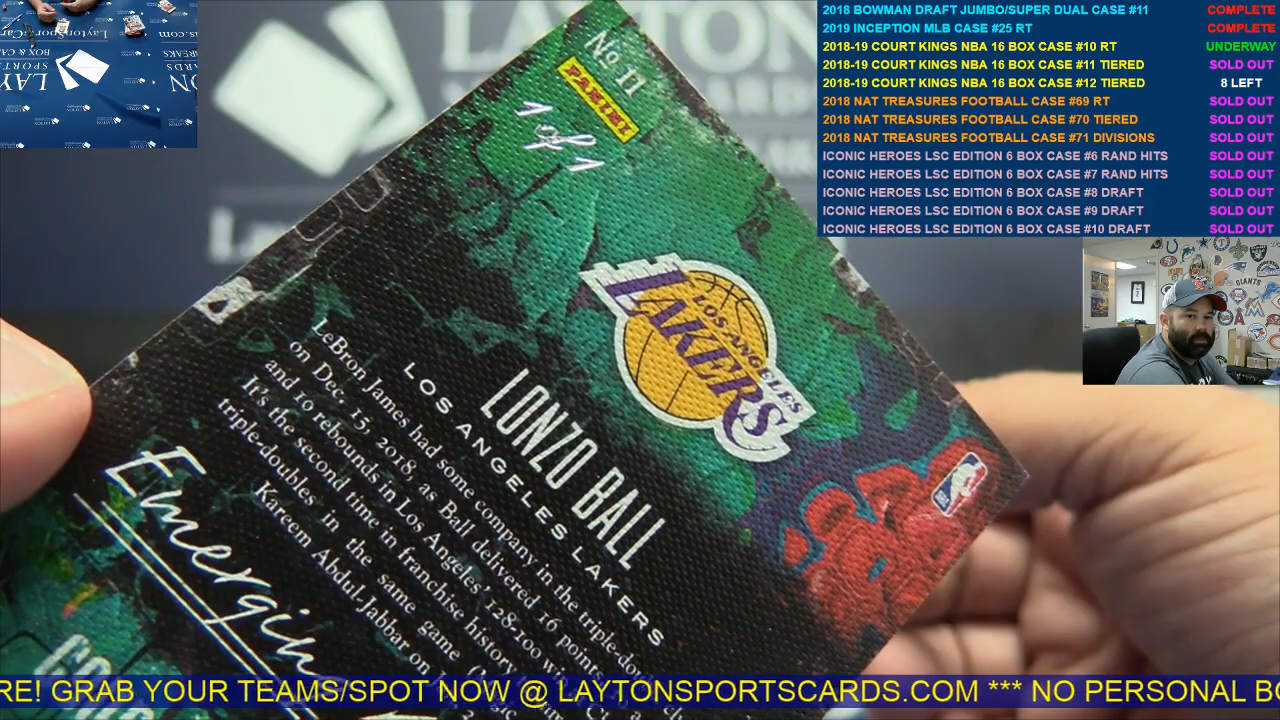 2018 BOWMAN DRAFT JUMBO/SUPER DUAL CASE #11 COMPLETE
2019 INCEPTION MLB CASE #25 RT COMPLETE
2018-19 COURT KINGS NBA 16 BOX CASE #10 RT UNDERWAY
2018-19 COURT KINGS NBA 16 BOX CASE #11 TIERED SOLD OUT
2018-19 COURT KINGS NBA 16 BOX CASE #12 TIERED 8 LEFT
2018 NAT TREASURES FOOTBALL CASE #69 RT SOLD OUT
2018 NAT TREASURES FOOTBALL CASE #70 TIERED SOLD OUT
2018 NAT TREASURES FOOTBALL CASE #71 DIVISIONS SOLD OUT
ICONIC HEROES LSC EDITION 6 BOX CASE #6 RAND HITS SOLD OUT
ICONIC HEROES LSC EDITION 6 BOX CASE #7 RAND HITS SOLD OUT
ICONIC HEROES LSC EDITION 6 BOX CASE #8 DRAFT SOLD OUT
ICONIC HEROES LSC EDITION 6 BOX CASE #9 DRAFT SOLD OUT
ICONIC HEROES LSC EDITION 6 BOX CASE #10 DRAFT SOLD OUT
No 11
PANINI
1 of 1
LOS ANGELES
LAKERS
LONZO BALL
LOS ANGELES LAKERS
LeBron James had some company in the triple-dou
on Dec. 15, 2018, as Ball delivered 16 points,
and 10 rebounds in Los Angeles' 128-100 win
It's the second time in franchise history
triple-doubles in the same game
Kareem Abdul-Jabbar on
Emergin
RE! GRAB YOUR TEAMS/SPOT NOW @ LAYTONSPORTSCARDS.COM *** NO PERSONAL BO